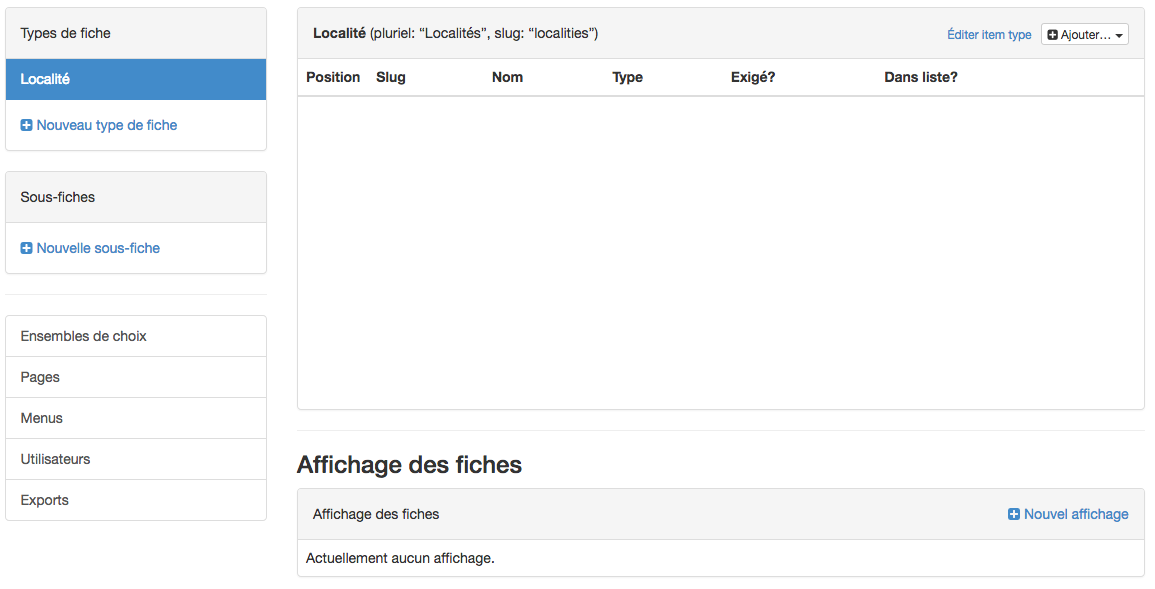 Types de fiche
Localité
Nouveau type de fiche
Sous-fiches
Nouvelle sous-fiche
Ensembles de choix
Pages
Menus
Utilisateurs
Exports
Localité (pluriel: “Localités”, slug: “localities”)
Éditer item type
Ajouter...
Position Slug Nom Type Exigé? Dans liste?
Affichage des fiches
Affichage des fiches
Nouvel affichage
Actuellement aucun affichage.